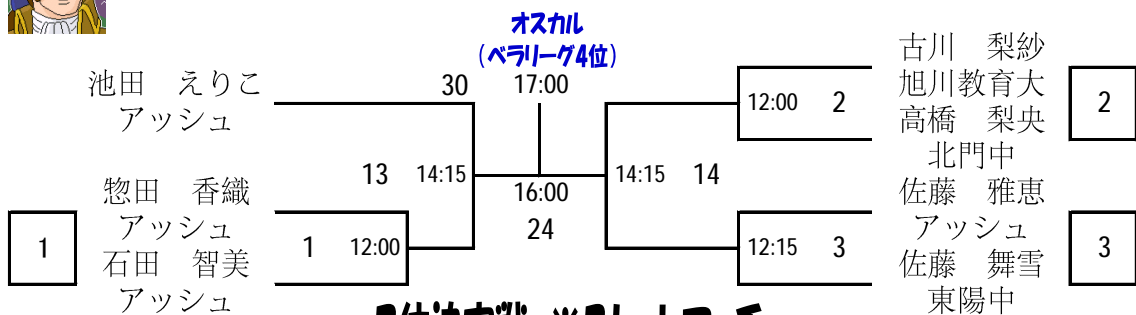 オスカル
(ベラリーグ4位)
17:00
池田 えりこ
アッシュ
30
13 14:15
惣田 香織
アッシュ
石田 智美
アッシュ
1
1 12:00
16:00
24
14:15 14
12:00 2
12:15 3
古川 梨紗
旭川教育大
高橋 梨央
北門中
2
佐藤 雅恵
アッシュ
佐藤 舞雪
東陽中
3